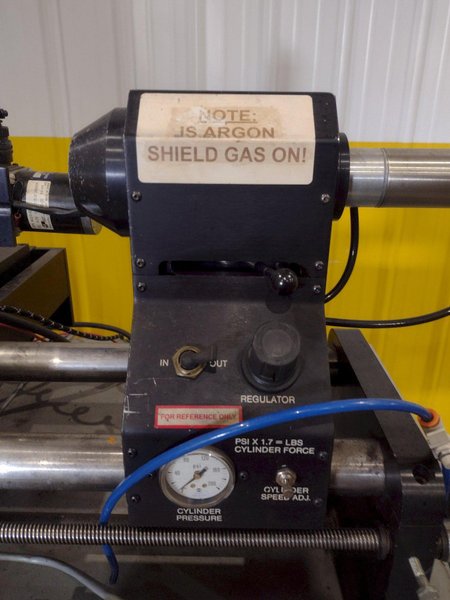 NOTE:
IS ARGON
SHIELD GAS ON!
IN
OUT
REGULATOR
FOR REFERENCE ONLY
PSI X 1.7 = LBS
CYLINDER FORCE
PSI
CYLINDER
PRESSURE
CYLINDER
SPEED ADJ.